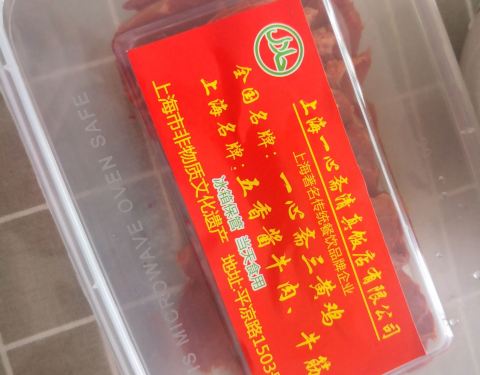 上海一心斋清真饭店有限公司
上海著名传统餐饮品牌企业
全国名牌：一心斋三黄鸡、牛筋
上海名牌：五香酱牛肉、
冰箱保管 当天食用
上海市非物质文化遗产 地址:平凉路1503
MICROWAVE OVEN SAFE